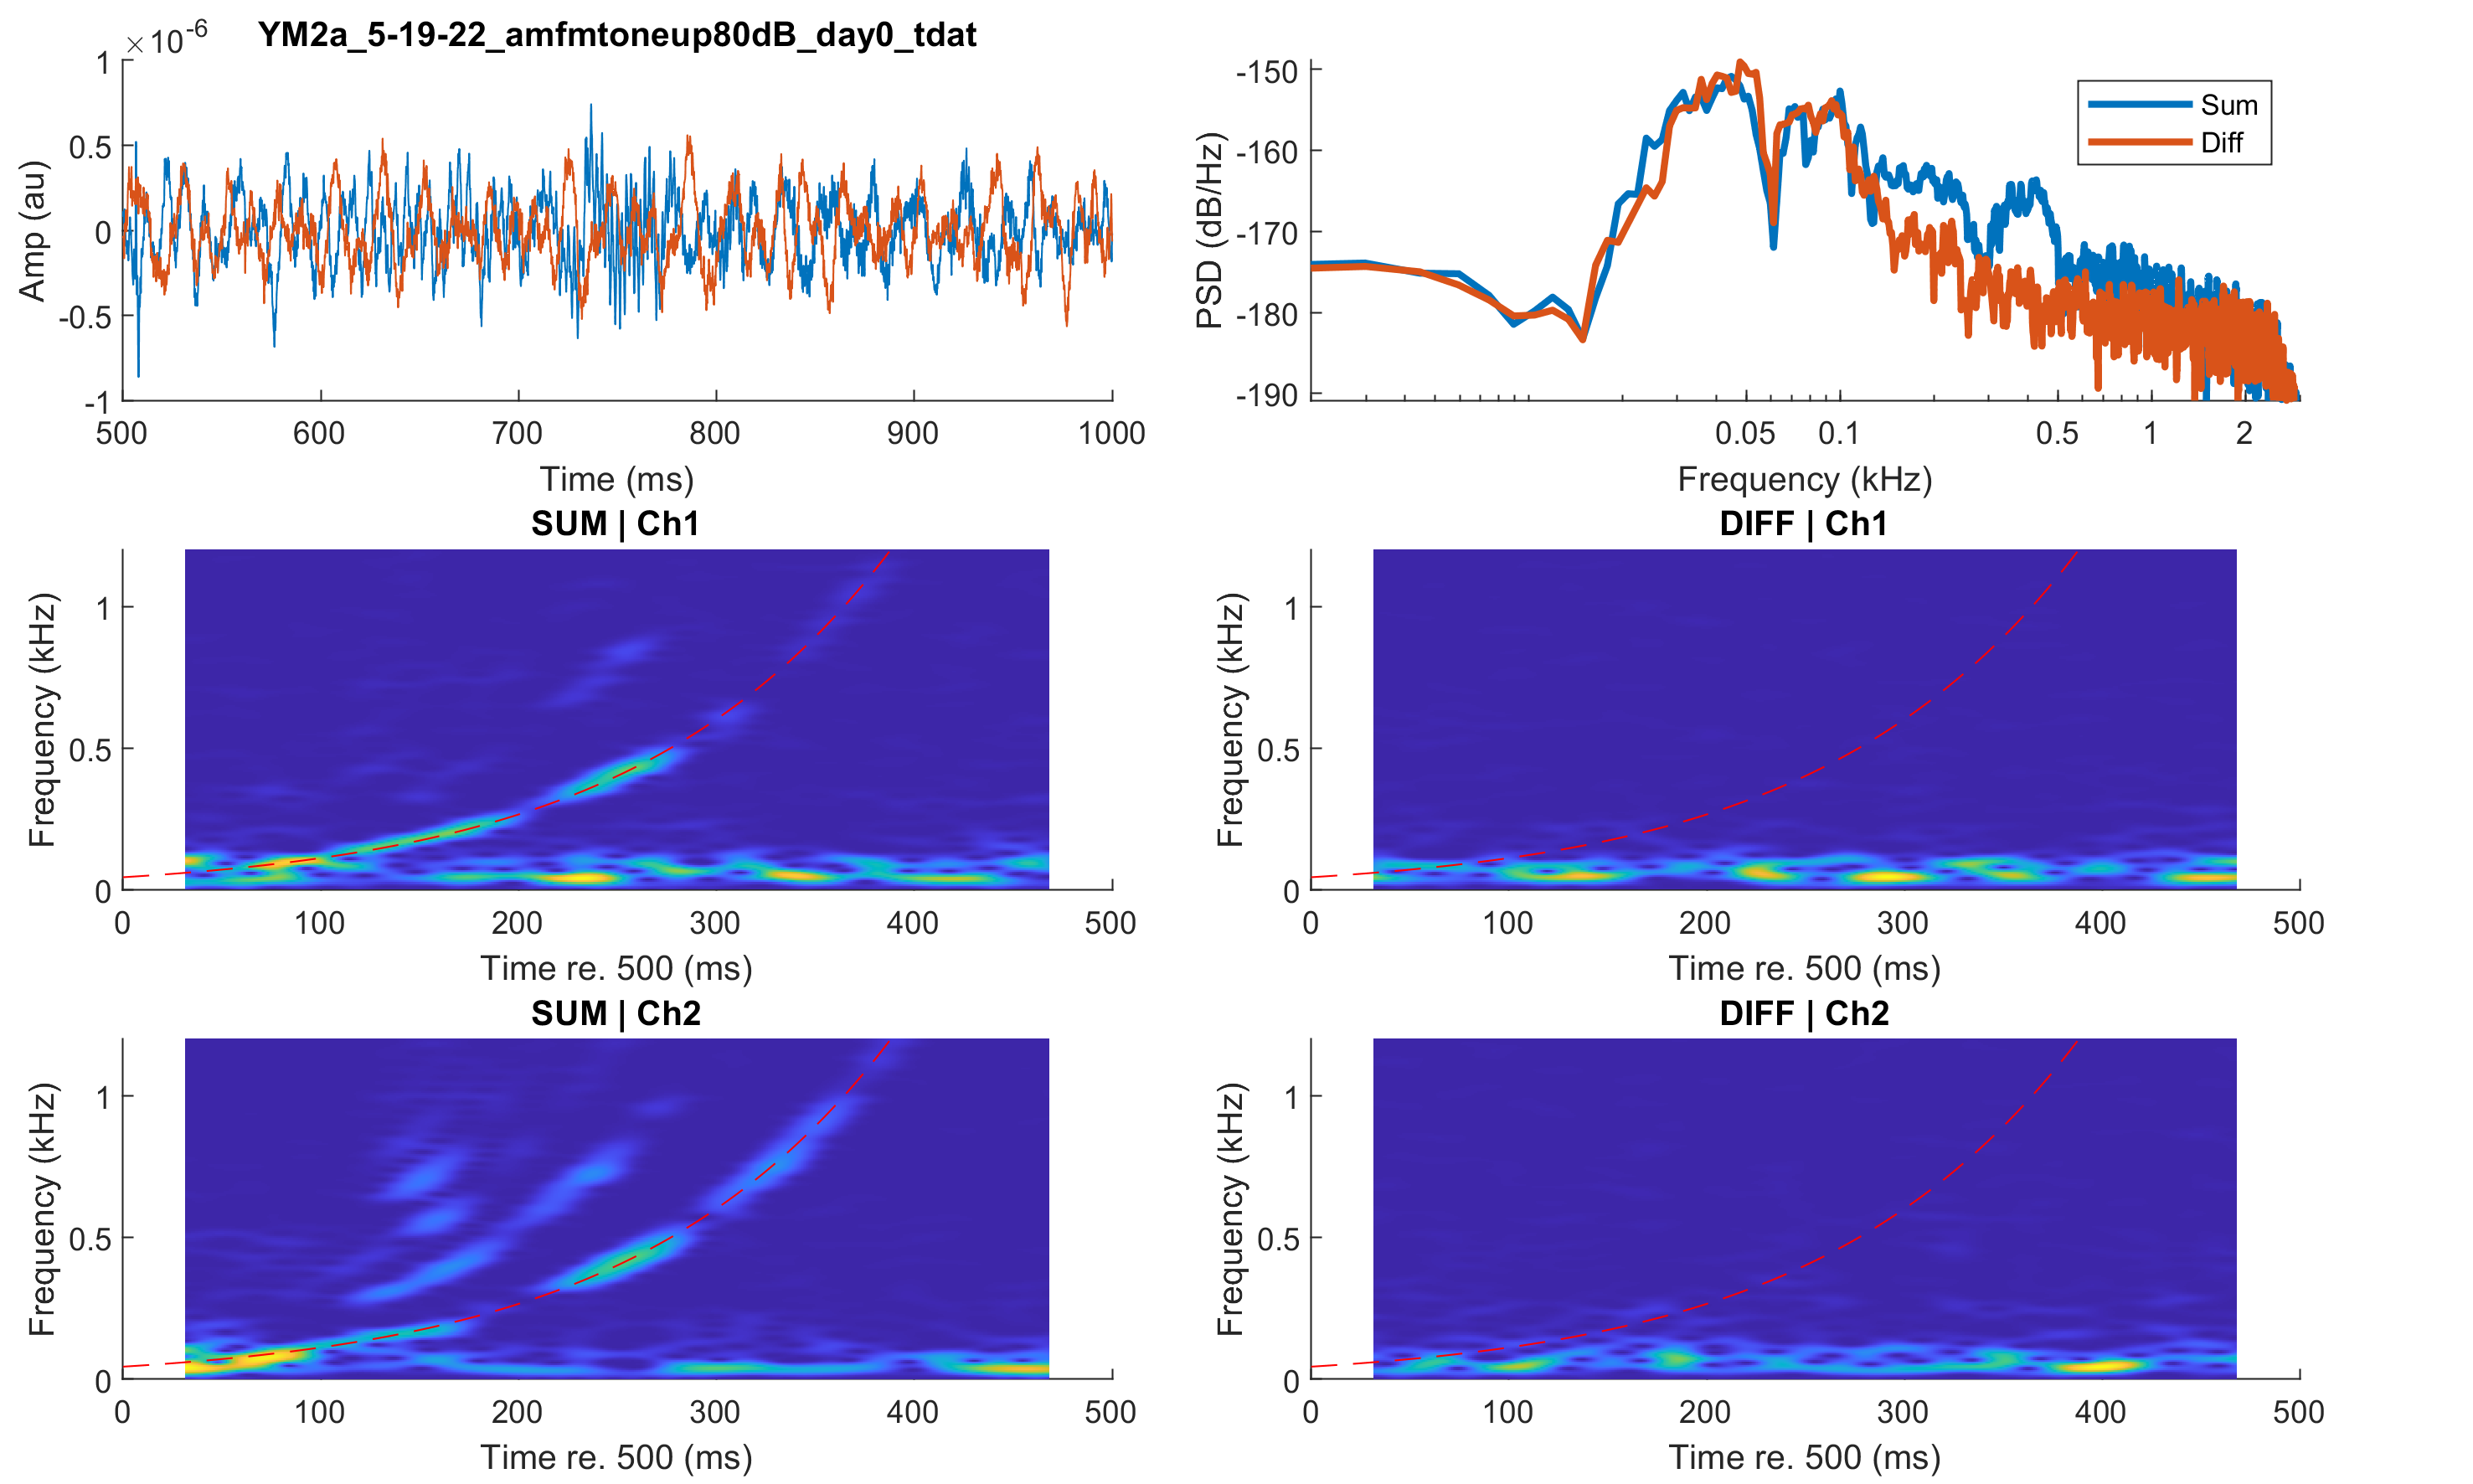 YM2a_5-19-22_amfmtoneup80dB_day0_tdat
×10-6
1
0.5
0
-0.5
-1
Amp (au)
500 600 700 800 900 1000
Time (ms)
-150
-160
-170
-180
-190
PSD (dB/Hz)
Sum
Diff
0.05 0.1 0.5 1 2
Frequency (kHz)
SUM | Ch1
1
0.5
0
Frequency (kHz)
0 100 200 300 400 500
Time re. 500 (ms)
DIFF | Ch1
1
0.5
0
Frequency (kHz)
0 100 200 300 400 500
Time re. 500 (ms)
SUM | Ch2
1
0.5
0
Frequency (kHz)
0 100 200 300 400 500
Time re. 500 (ms)
DIFF | Ch2
1
0.5
0
Frequency (kHz)
0 100 200 300 400 500
Time re. 500 (ms)